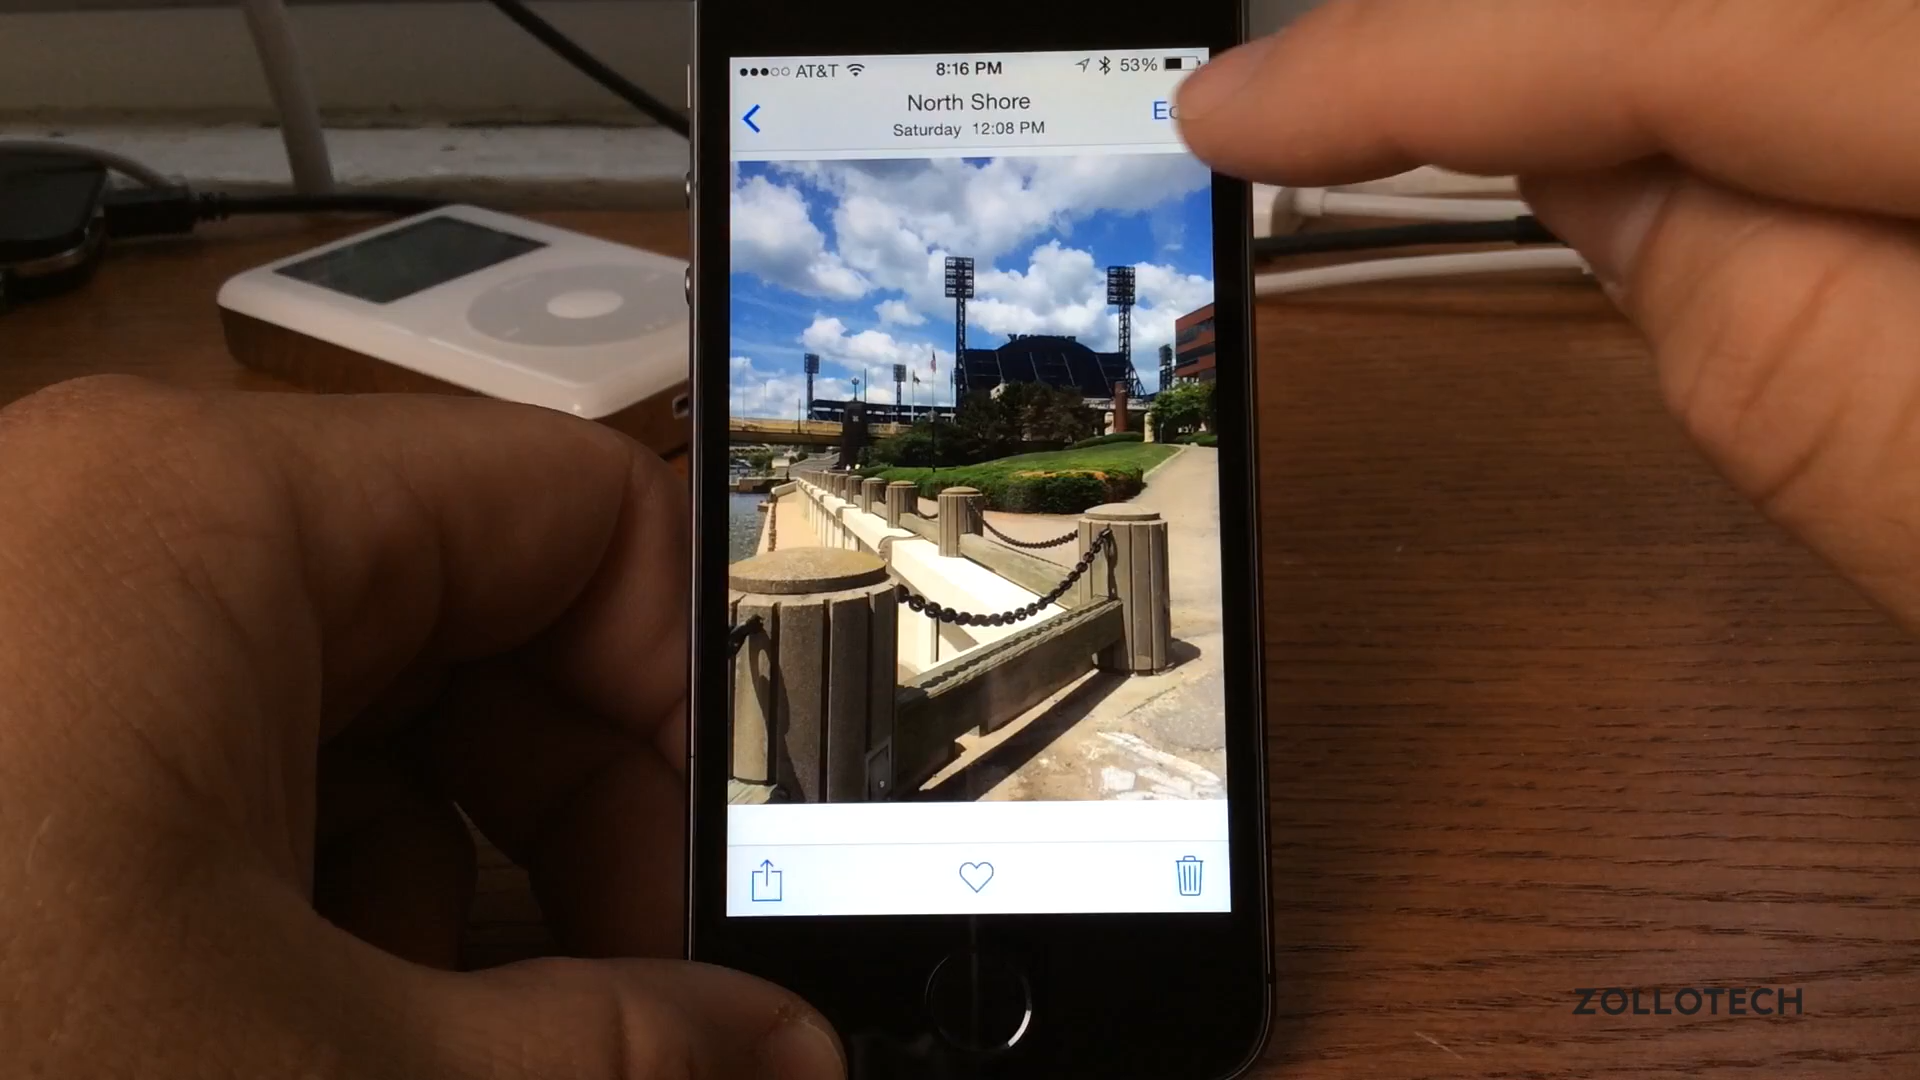 AT&T 8:16 PM 53%
North Shore
Saturday 12:08 PM
ZOLLOTECH